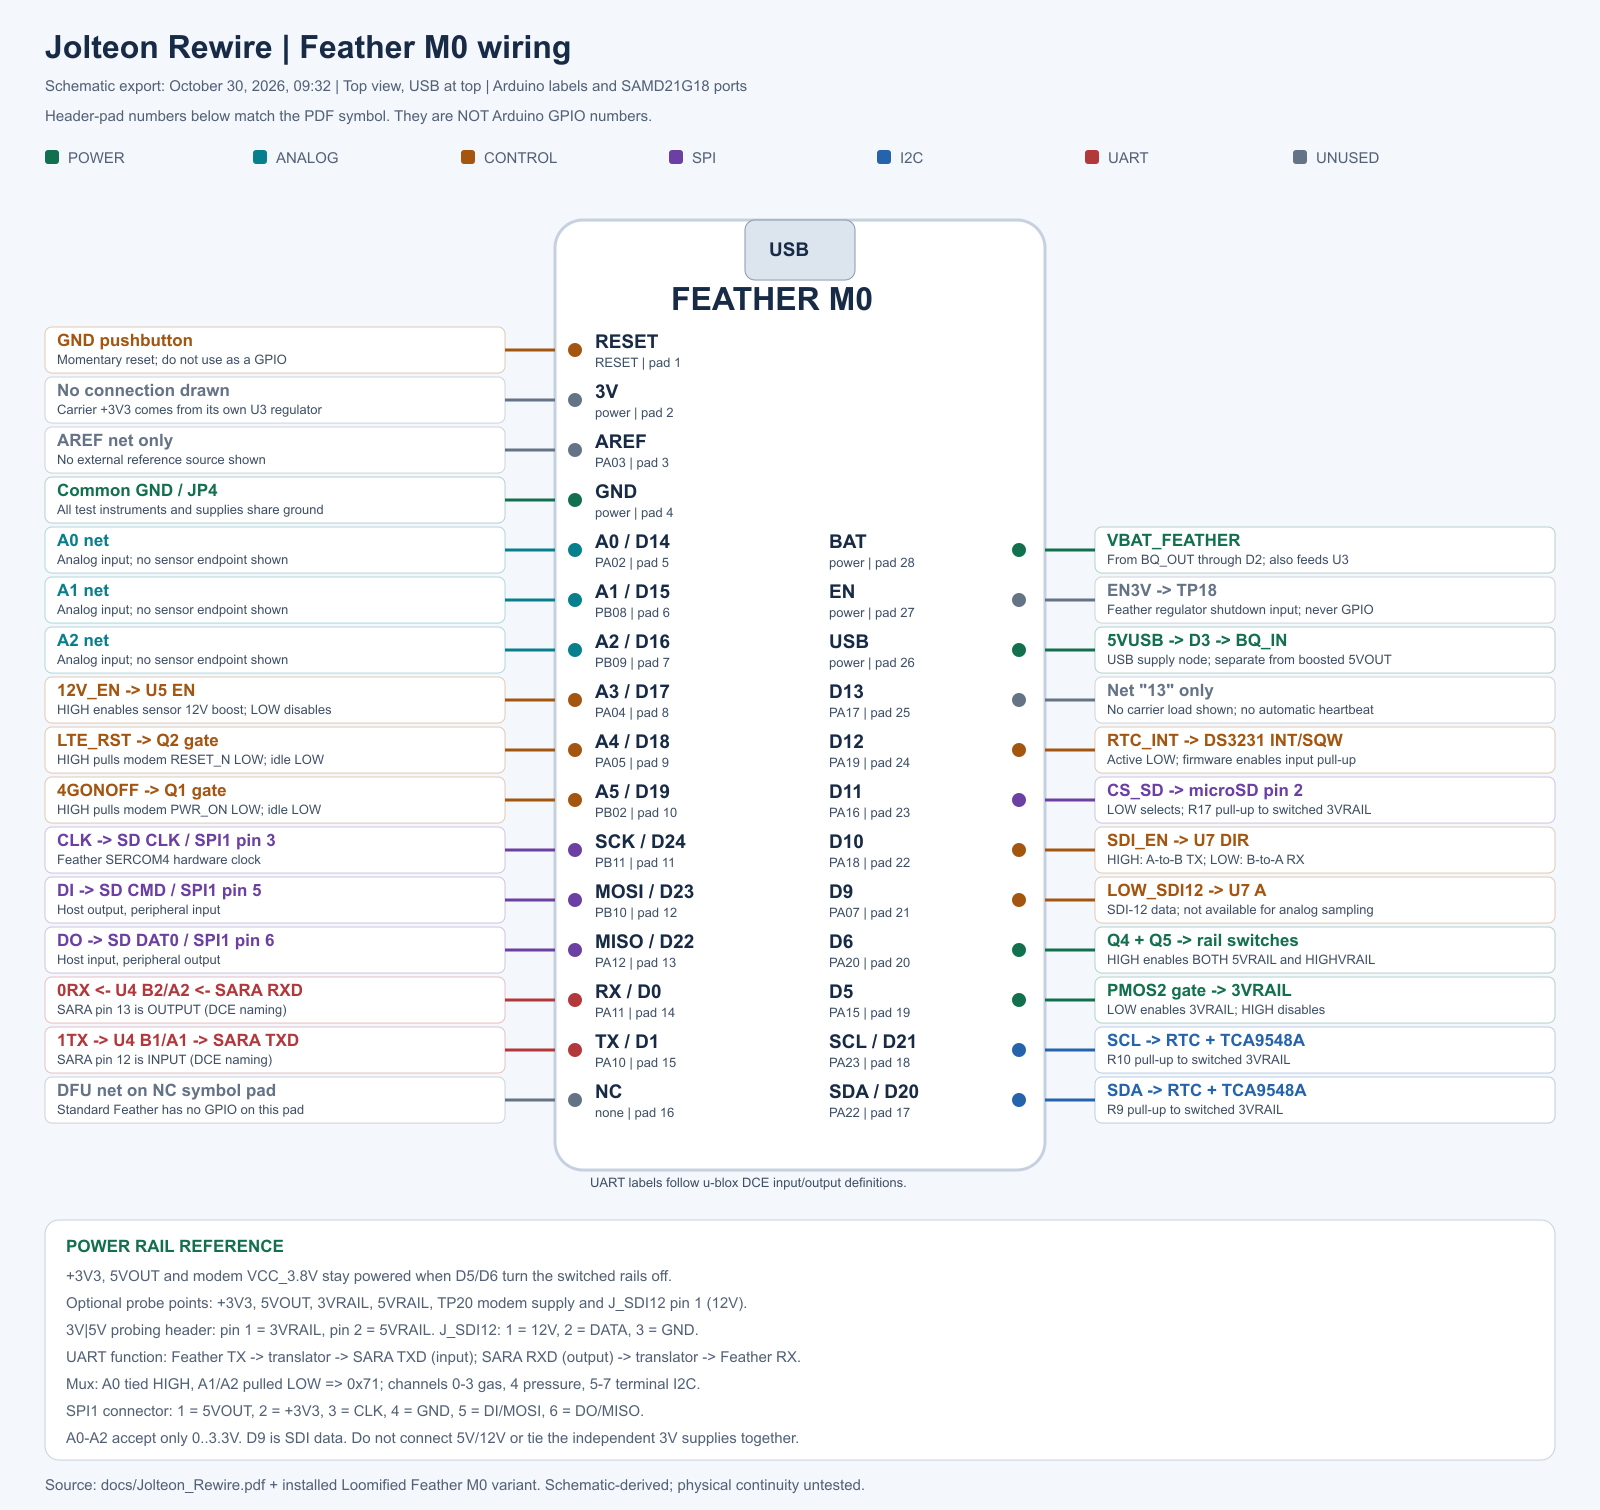 Jolteon Rewire | Feather M0 wiring
Schematic export: October 30, 2026, 09:32 | Top view, USB at top | Arduino labels and SAMD21G18 ports
Header-pad numbers below match the PDF symbol. They are NOT Arduino GPIO numbers.
POWER
ANALOG
CONTROL
SPI
I2C
UART
UNUSED
USB
FEATHER M0
GND pushbutton
Momentary reset; do not use as a GPIO
RESET
RESET | pad 1
No connection drawn
Carrier +3V3 comes from its own U3 regulator
3V
power | pad 2
AREF net only
No external reference source shown
AREF
PA03 | pad 3
Common GND / JP4
All test instruments and supplies share ground
GND
power | pad 4
A0 net
Analog input; no sensor endpoint shown
A0 / D14
PA02 | pad 5
BAT
power | pad 28
VBAT_FEATHER
From BQ_OUT through D2; also feeds U3
A1 net
Analog input; no sensor endpoint shown
A1 / D15
PB08 | pad 6
EN
power | pad 27
EN3V -> TP18
Feather regulator shutdown input; never GPIO
A2 net
Analog input; no sensor endpoint shown
A2 / D16
PB09 | pad 7
USB
power | pad 26
5VUSB -> D3 -> BQ_IN
USB supply node; separate from boosted 5VOUT
12V_EN -> U5 EN
HIGH enables sensor 12V boost; LOW disables
A3 / D17
PA04 | pad 8
D13
PA17 | pad 25
Net "13" only
No carrier load shown; no automatic heartbeat
LTE_RST -> Q2 gate
HIGH pulls modem RESET_N LOW; idle LOW
A4 / D18
PA05 | pad 9
D12
PA19 | pad 24
RTC_INT -> DS3231 INT/SQW
Active LOW; firmware enables input pull-up
4GONOFF -> Q1 gate
HIGH pulls modem PWR_ON LOW; idle LOW
A5 / D19
PB02 | pad 10
D11
PA16 | pad 23
CS_SD -> microSD pin 2
LOW selects; R17 pull-up to switched 3VRAIL
CLK -> SD CLK / SPI1 pin 3
Feather SERCOM4 hardware clock
SCK / D24
PB11 | pad 11
D10
PA18 | pad 22
SDI_EN -> U7 DIR
HIGH: A-to-B TX; LOW: B-to-A RX
DI -> SD CMD / SPI1 pin 5
Host output, peripheral input
MOSI / D23
PB10 | pad 12
D9
PA07 | pad 21
LOW_SDI12 -> U7 A
SDI-12 data; not available for analog sampling
DO -> SD DAT0 / SPI1 pin 6
Host input, peripheral output
MISO / D22
PA12 | pad 13
D6
PA20 | pad 20
Q4 + Q5 -> rail switches
HIGH enables BOTH 5VRAIL and HIGHVRAIL
0RX <- U4 B2/A2 <- SARA RXD
SARA pin 13 is OUTPUT (DCE naming)
RX / D0
PA11 | pad 14
D5
PA15 | pad 19
PMOS2 gate -> 3VRAIL
LOW enables 3VRAIL; HIGH disables
1TX -> U4 B1/A1 -> SARA TXD
SARA pin 12 is INPUT (DCE naming)
TX / D1
PA10 | pad 15
SCL / D21
PA23 | pad 18
SCL -> RTC + TCA9548A
R10 pull-up to switched 3VRAIL
DFU net on NC symbol pad
Standard Feather has no GPIO on this pad
NC
none | pad 16
SDA / D20
PA22 | pad 17
SDA -> RTC + TCA9548A
R9 pull-up to switched 3VRAIL
UART labels follow u-blox DCE input/output definitions.
POWER RAIL REFERENCE
+3V3, 5VOUT and modem VCC_3.8V stay powered when D5/D6 turn the switched rails off.
Optional probe points: +3V3, 5VOUT, 3VRAIL, 5VRAIL, TP20 modem supply and J_SDI12 pin 1 (12V).
3V|5V probing header: pin 1 = 3VRAIL, pin 2 = 5VRAIL. J_SDI12: 1 = 12V, 2 = DATA, 3 = GND.
UART function: Feather TX -> translator -> SARA TXD (input); SARA RXD (output) -> translator -> Feather RX.
Mux: A0 tied HIGH, A1/A2 pulled LOW => 0x71; channels 0-3 gas, 4 pressure, 5-7 terminal I2C.
SPI1 connector: 1 = 5VOUT, 2 = +3V3, 3 = CLK, 4 = GND, 5 = DI/MOSI, 6 = DO/MISO.
A0-A2 accept only 0..3.3V. D9 is SDI data. Do not connect 5V/12V or tie the independent 3V supplies together.
Source: docs/Jolteon_Rewire.pdf + installed Loomified Feather M0 variant. Schematic-derived; physical continuity untested.